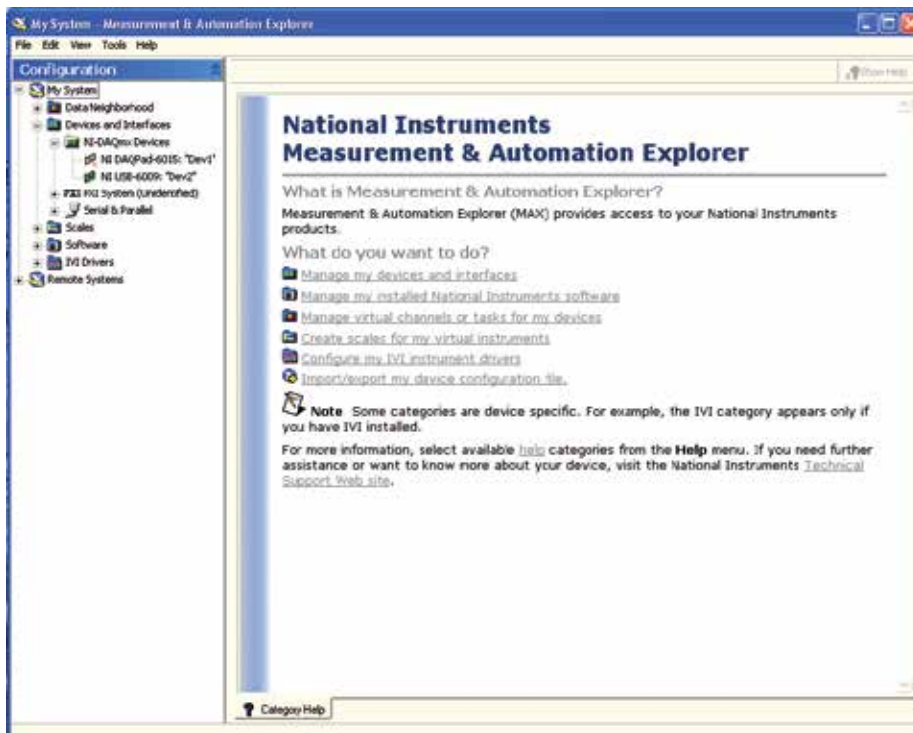 My System - Measurement & Automation Explorer
File Edit View Tools Help
Configuration
Show Help
My System
Data Neighborhood
Devices and Interfaces
NI-DAQmx Devices
NI DAQPad-6015: "Dev1"
NI USB-6009: "Dev2"
PXI PXI System (Unidentified)
Serial & Parallel
Scales
Software
IVI Drivers
Remote Systems
National Instruments
Measurement & Automation Explorer
What is Measurement & Automation Explorer?
Measurement & Automation Explorer (MAX) provides access to your National Instruments
products.
What do you want to do?
Manage my devices and interfaces
Manage my installed National Instruments software
Manage virtual channels or tasks for my devices
Create scales for my virtual instruments
Configure my IVI instrument drivers
Import/export my device configuration file.
Note Some categories are device specific. For example, the IVI category appears only if
you have IVI installed.
For more information, select available help categories from the Help menu. If you need further
assistance or want to know more about your device, visit the National Instruments Technical
Support Web site.
Category Help